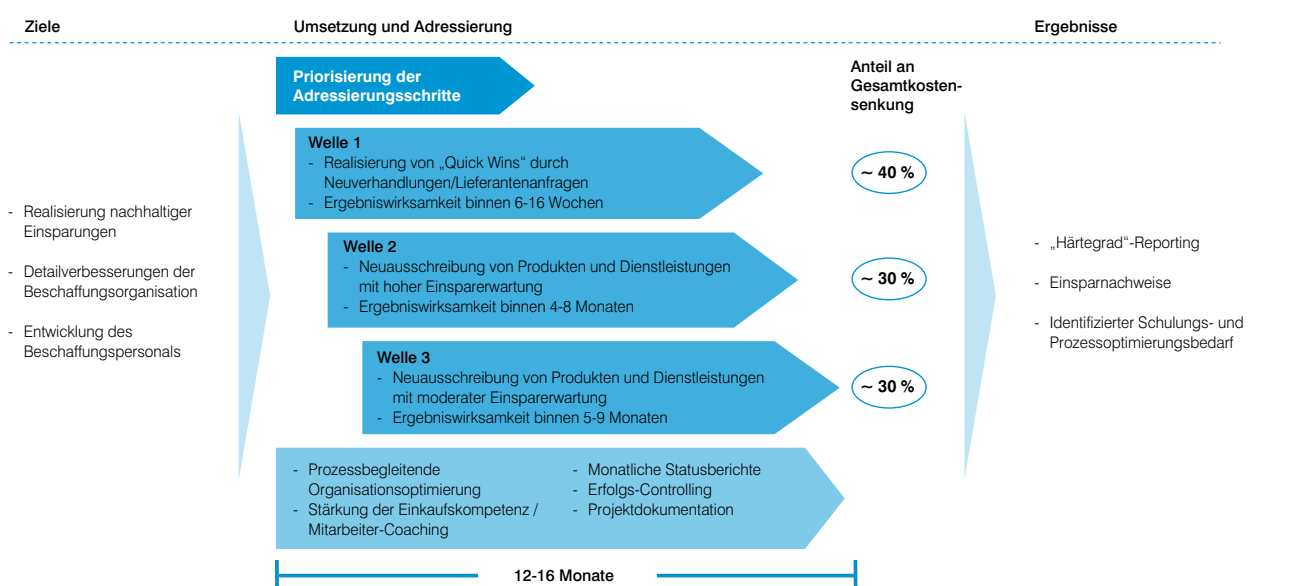 Ziele
Umsetzung und Adressierung
Ergebnisse
Priorisierung der
Adressierungsschritte
Anteil an
Gesamtkosten-
senkung
Welle 1
- Realisierung von „Quick Wins“ durch
Neuverhandlungen/Lieferantenanfragen
- Ergebniswirksamkeit binnen 6-16 Wochen
~ 40 %
Welle 2
- Neuausschreibung von Produkten und Dienstleistungen
mit hoher Einsparerwartung
- Ergebniswirksamkeit binnen 4-8 Monaten
~ 30 %
Welle 3
- Neuausschreibung von Produkten und Dienstleistungen
mit moderater Einsparerwartung
- Ergebniswirksamkeit binnen 5-9 Monaten
~ 30 %
- Realisierung nachhaltiger
Einsparungen
- Detailverbesserungen der
Beschaffungsorganisation
- Entwicklung des
Beschaffungspersonals
- Prozessbegleitende
Organisationsoptimierung
- Stärkung der Einkaufskompetenz /
Mitarbeiter-Coaching
- Monatliche Statusberichte
- Erfolgs-Controlling
- Projektdokumentation
12-16 Monate
- „Härtegrad“-Reporting
- Einsparnachweise
- Identifizierter Schulungs- und
Prozessoptimierungsbedarf